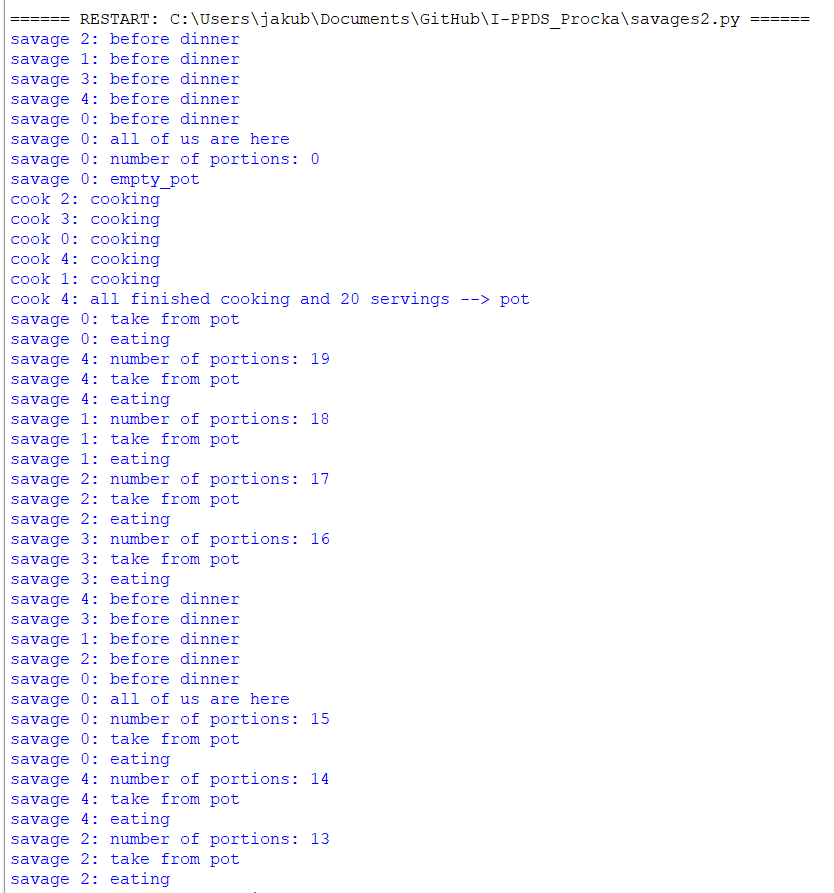 ====== RESTART: C:\Users\jakub\Documents\GitHub\I-PPDS_Procka\savages2.py ======
savage 2: before dinner
savage 1: before dinner
savage 3: before dinner
savage 4: before dinner
savage 0: before dinner
savage 0: all of us are here
savage 0: number of portions: 0
savage 0: empty_pot
cook 2: cooking
cook 3: cooking
cook 0: cooking
cook 4: cooking
cook 1: cooking
cook 4: all finished cooking and 20 servings --> pot
savage 0: take from pot
savage 0: eating
savage 4: number of portions: 19
savage 4: take from pot
savage 4: eating
savage 1: number of portions: 18
savage 1: take from pot
savage 1: eating
savage 2: number of portions: 17
savage 2: take from pot
savage 2: eating
savage 3: number of portions: 16
savage 3: take from pot
savage 3: eating
savage 4: before dinner
savage 3: before dinner
savage 1: before dinner
savage 2: before dinner
savage 0: before dinner
savage 0: all of us are here
savage 0: number of portions: 15
savage 0: take from pot
savage 0: eating
savage 4: number of portions: 14
savage 4: take from pot
savage 4: eating
savage 2: number of portions: 13
savage 2: take from pot
savage 2: eating